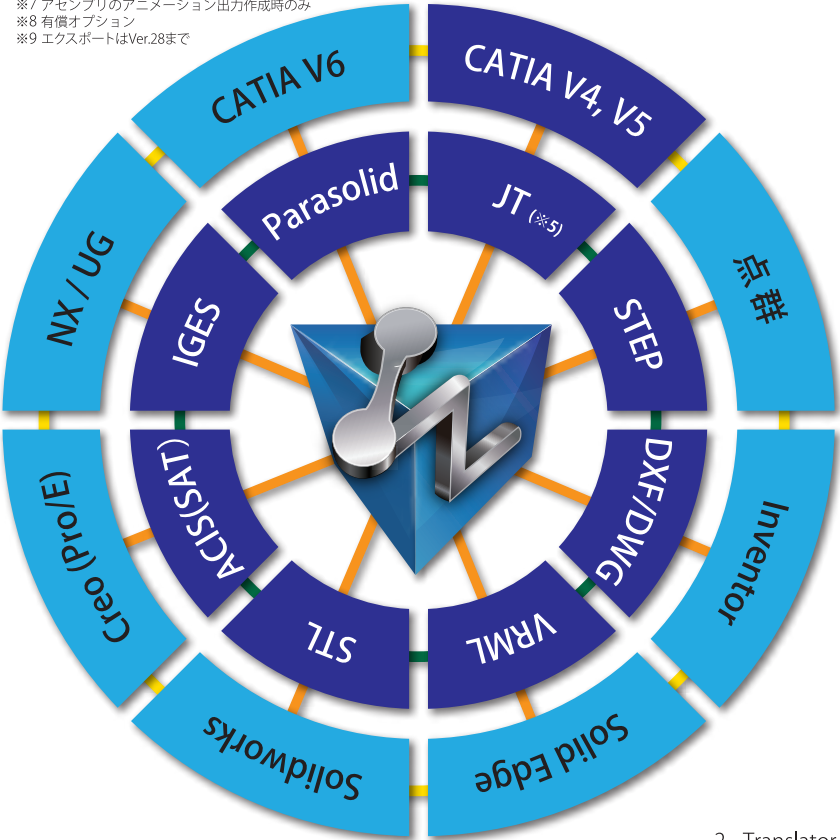 ※7 アセンブリのアニメーション出力作成時のみ
※8 有償オプション
※9 エクスポートはVer.28まで
CATIA V6
CATIA V4, V5
点群
Inventor
Solid Edge
Solidworks
Creo (Pro/E)
NX / UG
Parasolid
JT (※5)
STEP
DXF/DWG
VRML
STL
ACIS(SAT)
IGES
2 Translator